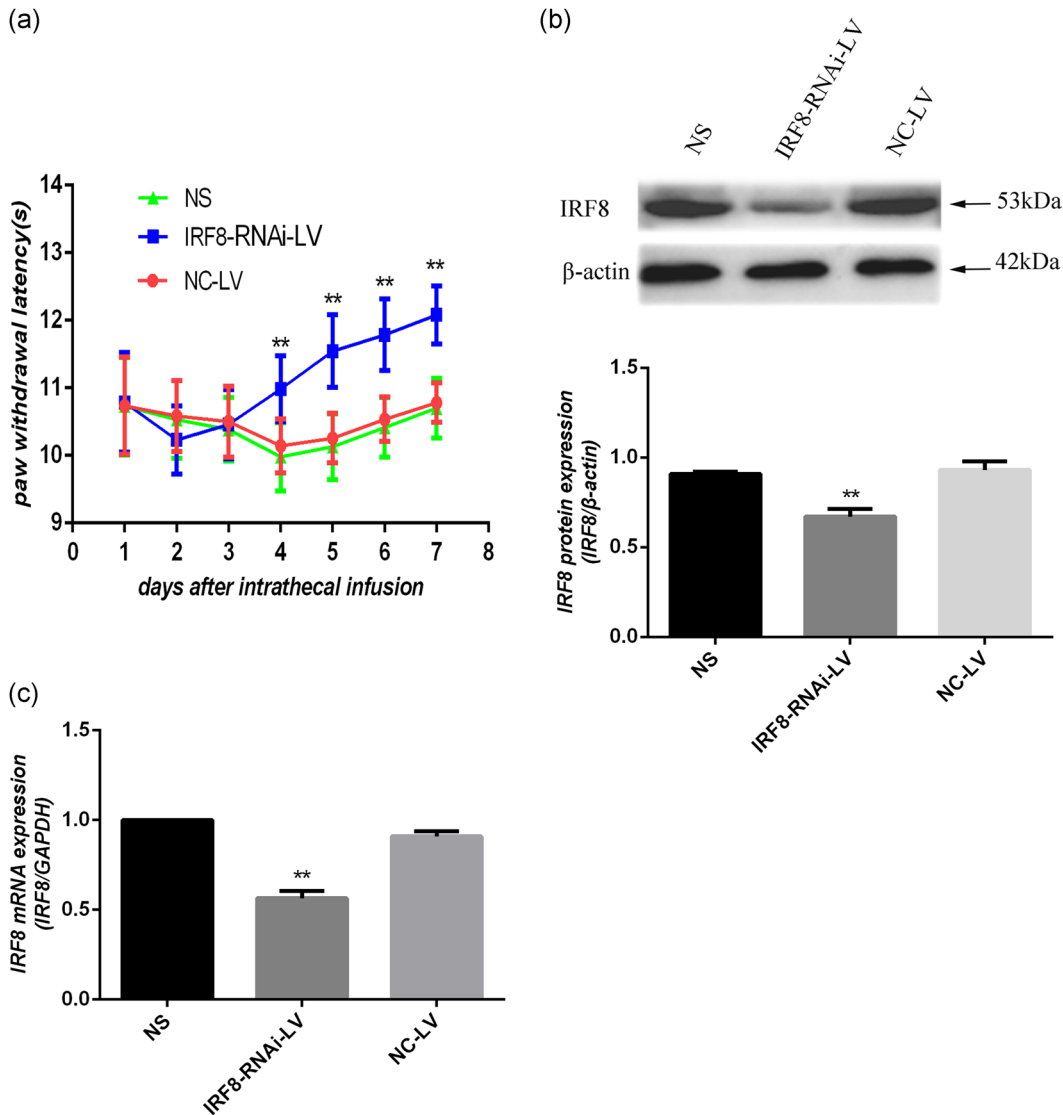 (a)
14
13
12
11
10
9
paw withdrawal latency(s)
NS
IRF8-RNAi-LV
NC-LV
**
**
**
**
0
1
2
3
4
5
6
7
8
days after intrathecal infusion
(b)
NS
IRF8-RNAi-LV
NC-LV
IRF8
53kDa
β-actin
42kDa
IRF8 protein expression
(IRF8/β-actin)
1.5
1.0
0.5
0.0
**
NS
IRF8-RNAi-LV
NC-LV
(c)
IRF8 mRNA expression
(IRF8/GAPDH)
1.5
1.0
0.5
0.0
**
NS
IRF8-RNAi-LV
NC-LV